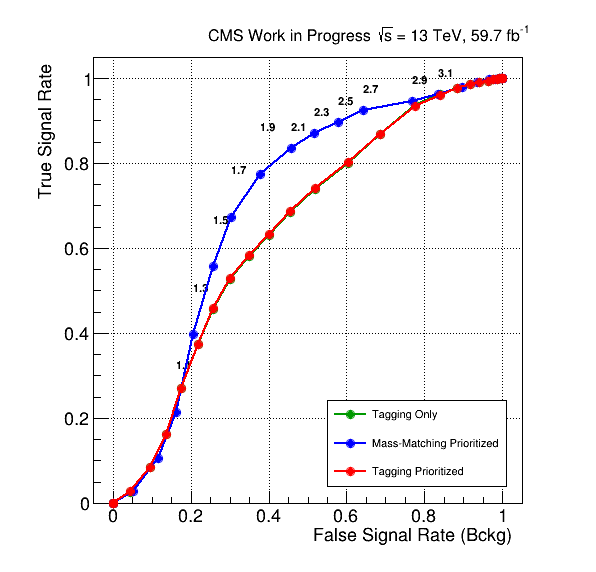 CMS Work in Progress √s = 13 TeV, 59.7 fb⁻¹
True Signal Rate
1
0.8
0.6
0.4
0.2
0
3.1
2.9
2.7
2.5
2.3
2.1
1.9
1.7
1.5
1.3
Tagging Only
Mass-Matching Prioritized
Tagging Prioritized
0 0.2 0.4 0.6 0.8 1
False Signal Rate (Bckg)